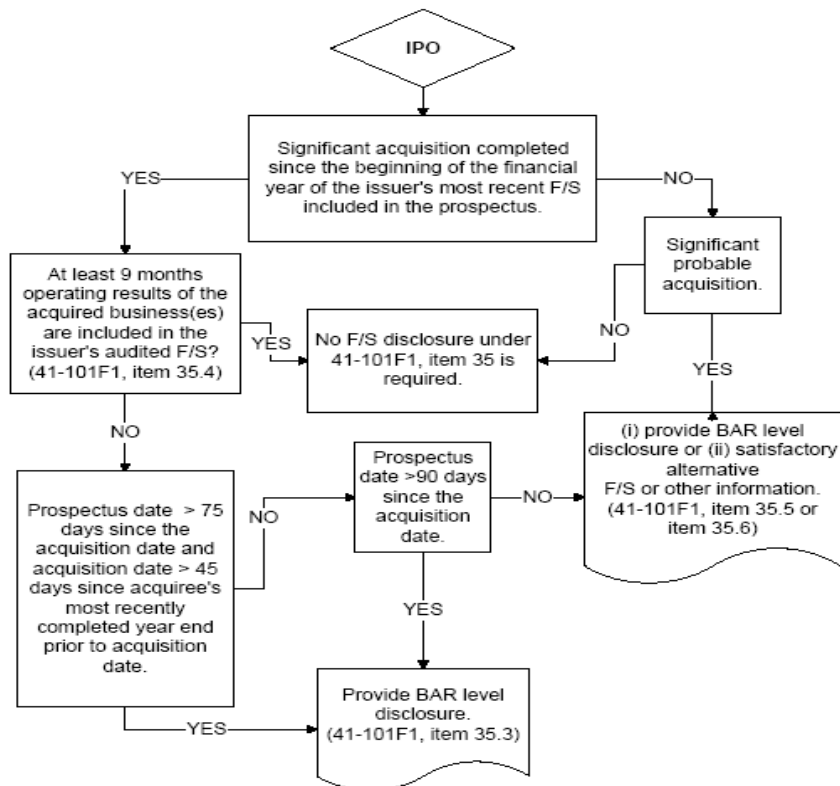 IPO
Significant acquisition completed
since the beginning of the financial
year of the issuer's most recent F/S
included in the prospectus.
YES
NO
At least 9 months
operating results of the
acquired business(es)
are included in the
issuer's audited F/S?
(41-101F1, item 35.4)
YES
No F/S disclosure under
41-101F1, item 35 is
required.
NO
Significant
probable
acquisition.
YES
NO
Prospectus date > 75
days since the
acquisition date and
acquisition date > 45
days since acquiree's
most recently
completed year end
prior to acquisition
date.
NO
Prospectus
date >90 days
since the
acquisition
date.
NO
(i) provide BAR level
disclosure or (ii) satisfactory
alternative
F/S or other information.
(41-101F1, item 35.5 or
item 35.6)
YES
YES
Provide BAR level
disclosure.
(41-101F1, item 35.3)